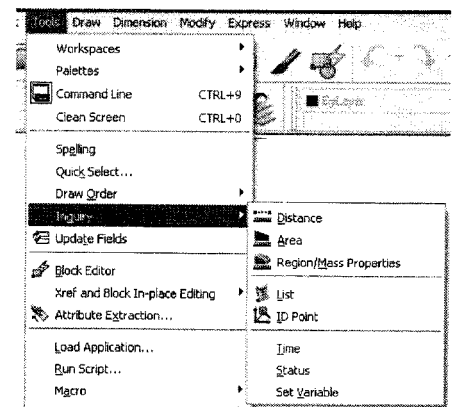 Tools Draw Dimension Modify Express Window Help
Workspaces
Palettes
Command Line CTRL+9
Clean Screen CTRL+0
ByLayer
Spelling
Quick Select...
Draw Order
Inquiry
Update Fields
Block Editor
Xref and Block In-place Editing
Attribute Extraction...
Load Application...
Run Script...
Macro
Distance
Area
Region/Mass Properties
List
ID Point
Time
Status
Set Variable